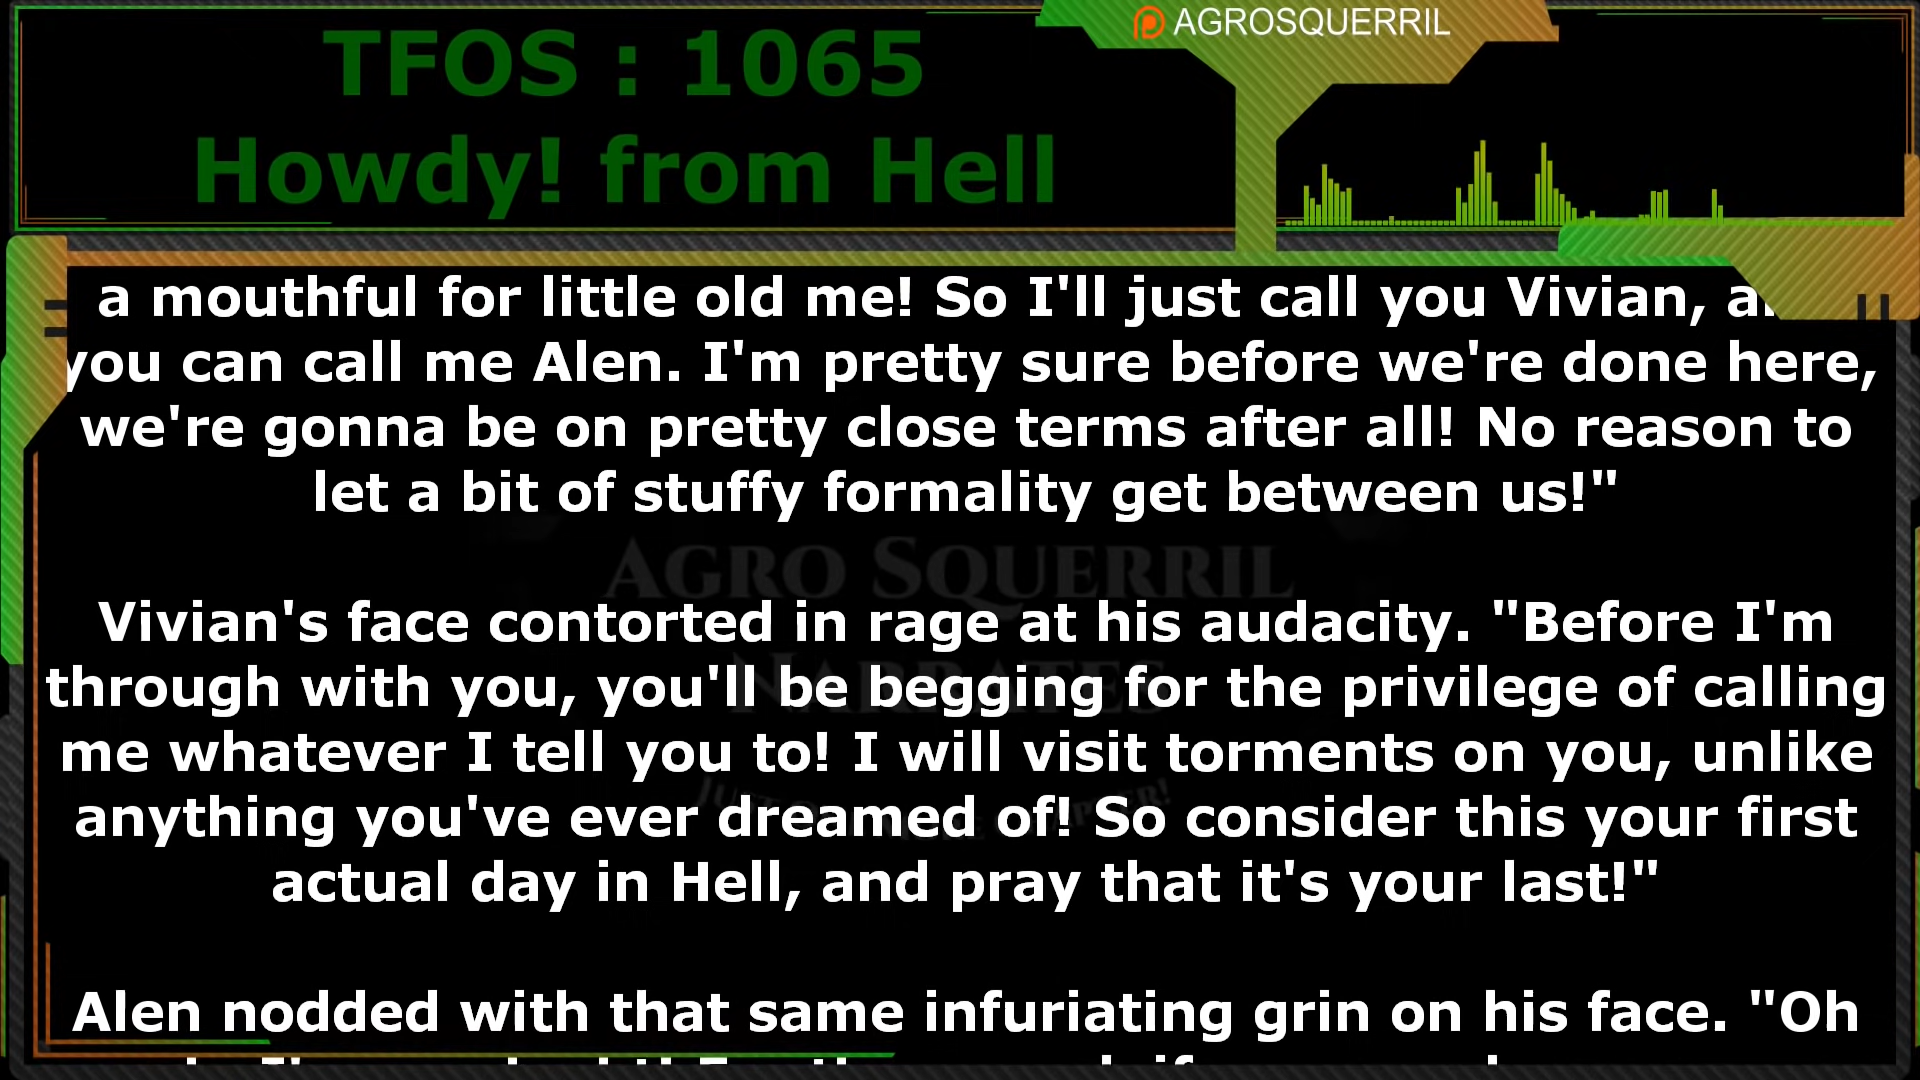 AGROSQUERRIL
TFOS : 1065
Howdy! from Hell
a mouthful for little old me! So I'll just call you Vivian,
you can call me Alen. I'm pretty sure before we're done here,
we're gonna be on pretty close terms after all! No reason to
let a bit of stuffy formality get between us!"
Agro Squerril
Narrates
Vivian's face contorted in rage at his audacity. "Before I'm
through with you, you'll be begging for the privilege of calling
me whatever I tell you to! I will visit torments on you, unlike
anything you've ever dreamed of! So consider this your first
actual day in Hell, and pray that it's your last!"
Alen nodded with that same infuriating grin on his face. "Oh